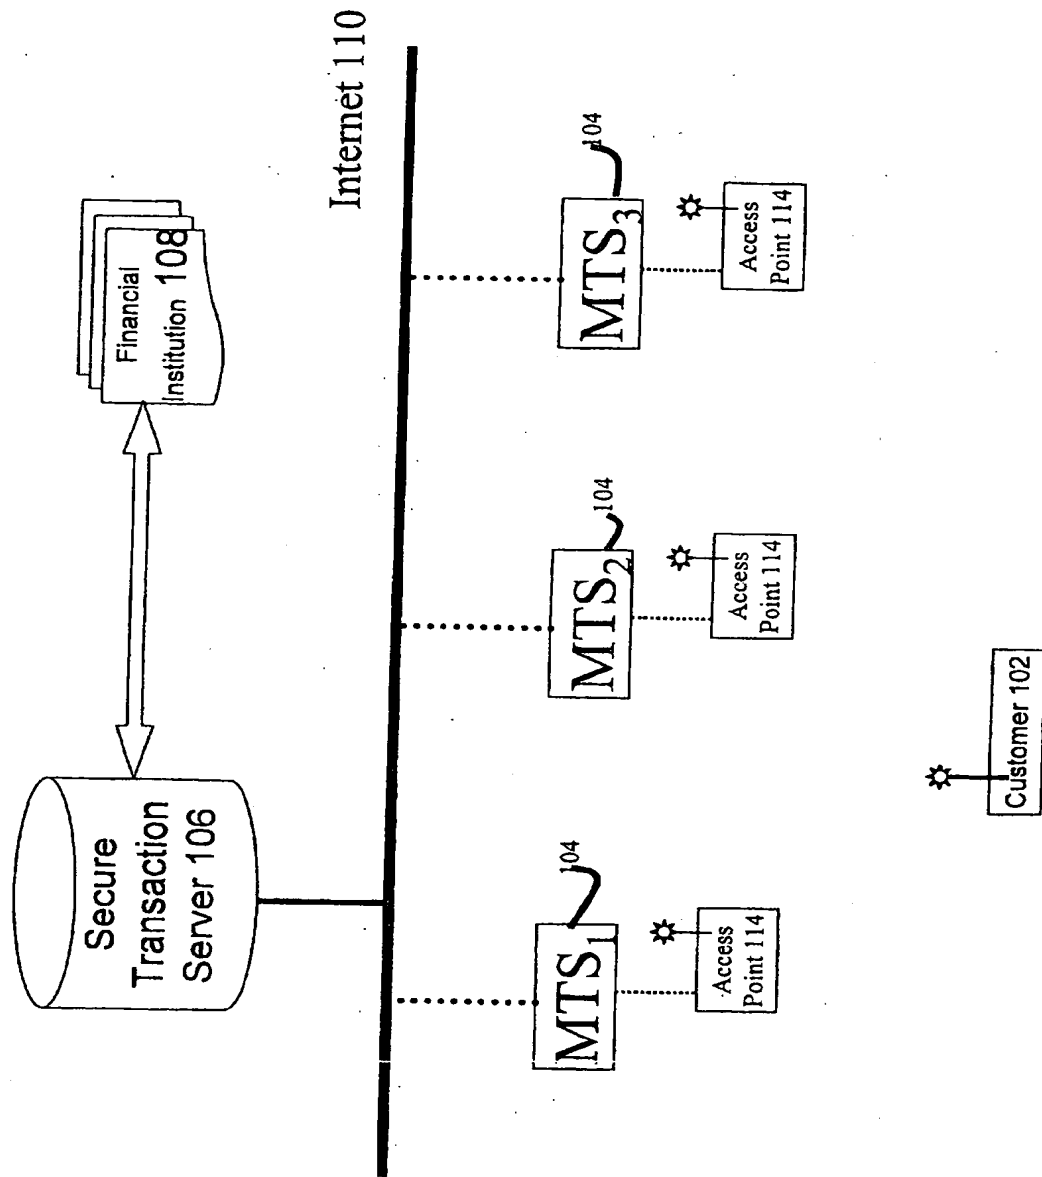 Secure
Transaction
Server 106
Financial
Institution 108
Internet 110
MTS1
104
MTS2
104
MTS3
104
Access
Point 114
Access
Point 114
Access
Point 114
Customer 102